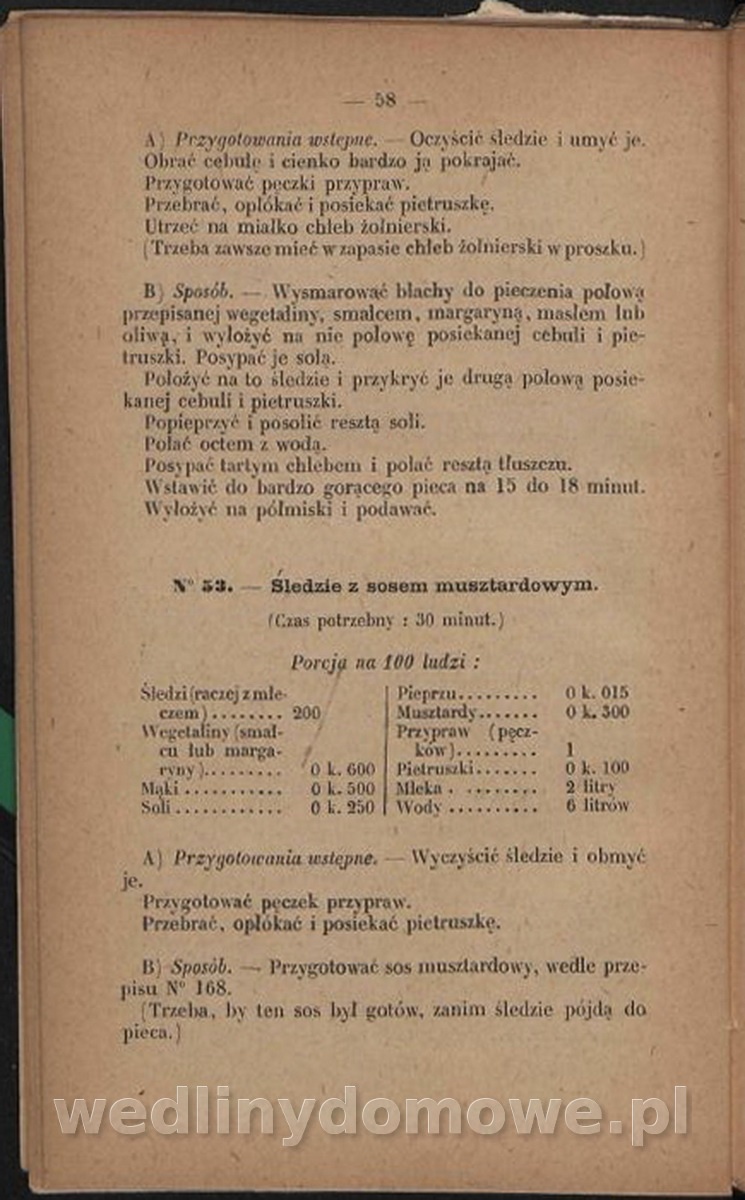 — 58 —
A) Przygotowania wstępne. — Oczyścić śledzie i umyć je.
Obrać cebulę i cienko bardzo ją pokrajać.
Przygotować pęczki przypraw.
Przebrać, opłókać i posiekać pietruszkę.
Utrzeć na miałko chleb żołnierski.
(Trzeba zawsze mieć w zapasie chleb żołnierski w proszku.)
B) Sposób. — Wysmarować blachy do pieczenia połową
przepisanej wegetaliny, smalcem, margaryną, masłem lub
oliwą, i wyłożyć na nie połowę posiekanej cebuli i pie-
truszki. Posypać je solą.
Położyć na to śledzie i przykryć je drugą połową posie-
kanej cebuli i pietruszki.
Popieprzyć i posolić resztą soli.
Polać octem z wodą.
Posypać tartym chlebem i polać resztą tłuszczu.
Wstawić do bardzo gorącego pieca na 15 do 18 minut.
Wyłożyć na półmiski i podawać.
N° 53. — Śledzie z sosem musztardowym.
(Czas potrzebny : 30 minut.)
Porcja na 100 ludzi :
Śledzi (raczej z mle-
czem)........ 200
Wegetaliny (smal-
cu lub marga-
ryny)......... 0 k. 600
Mąki........... 0 k. 500
Soli............ 0 k. 250
Pieprzu......... 0 k. 015
Musztardy....... 0 k. 300
Przypraw (pęcz-
ków)......... 1
Pietruszki....... 0 k. 100
Mleka . ........ 2 litry
Wody .......... 6 litrów
A) Przygotowania wstępne. — Wyczyścić śledzie i obmyć
je.
Przygotować pęczek przypraw.
Przebrać, opłókać i posiekać pietruszkę.
B) Sposób. — Przygotować sos musztardowy, wedle prze-
pisu N° 168.
(Trzeba, by ten sos był gotów, zanim śledzie pójdą do
pieca.)
wedlinydomowe.pl